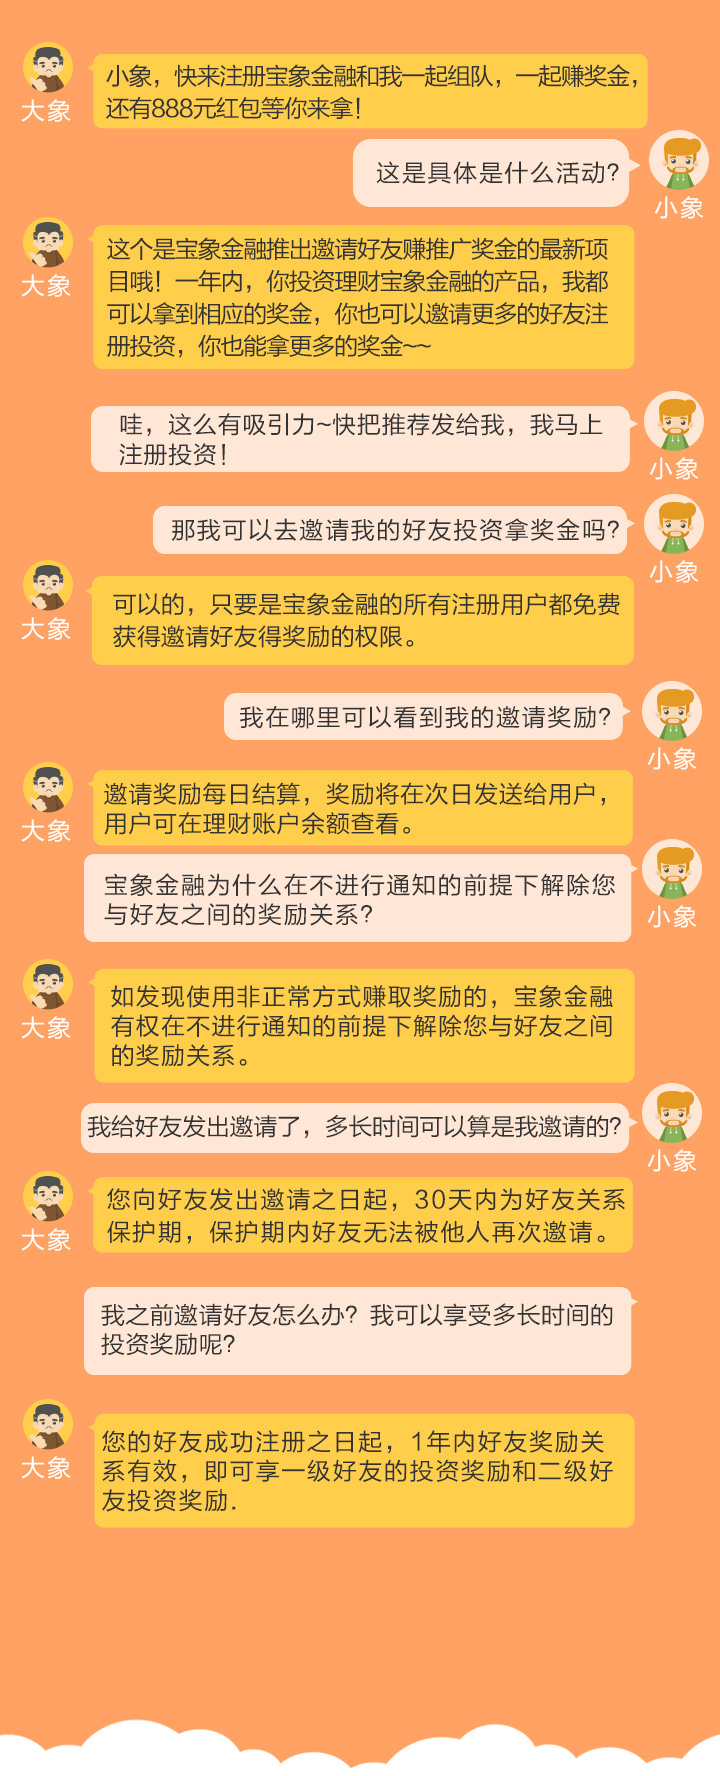 小象，快来注册宝象金融和我一起组队，一起赚奖金，
还有888元红包等你来拿！
大象
这是具体是什么活动？
小象
这个是宝象金融推出邀请好友赚推广奖金的最新项
目哦！一年内，你投资理财宝象金融的产品，我都
可以拿到相应的奖金，你也可以邀请更多的好友注
册投资，你也能拿更多的奖金~~
大象
哇，这么有吸引力~快把推荐发给我，我马上
注册投资！
小象
那我可以去邀请我的好友投资拿奖金吗？
小象
可以的，只要是宝象金融的所有注册用户都免费
获得邀请好友得奖励的权限。
大象
我在哪里可以看到我的邀请奖励？
小象
邀请奖励每日结算，奖励将在次日发送给用户，
用户可在理财账户余额查看。
大象
宝象金融为什么在不进行通知的前提下解除您
与好友之间的奖励关系？
小象
如发现使用非正常方式赚取奖励的，宝象金融
有权在不进行通知的前提下解除您与好友之间
的奖励关系。
大象
我给好友发出邀请了，多长时间可以算是我邀请的？
小象
您向好友发出邀请之日起，30天内为好友关系
保护期，保护期内好友无法被他人再次邀请。
大象
我之前邀请好友怎么办？我可以享受多长时间的
投资奖励呢？
您的好友成功注册之日起，1年内好友奖励关
系有效，即可享一级好友的投资奖励和二级好
友投资奖励.
大象